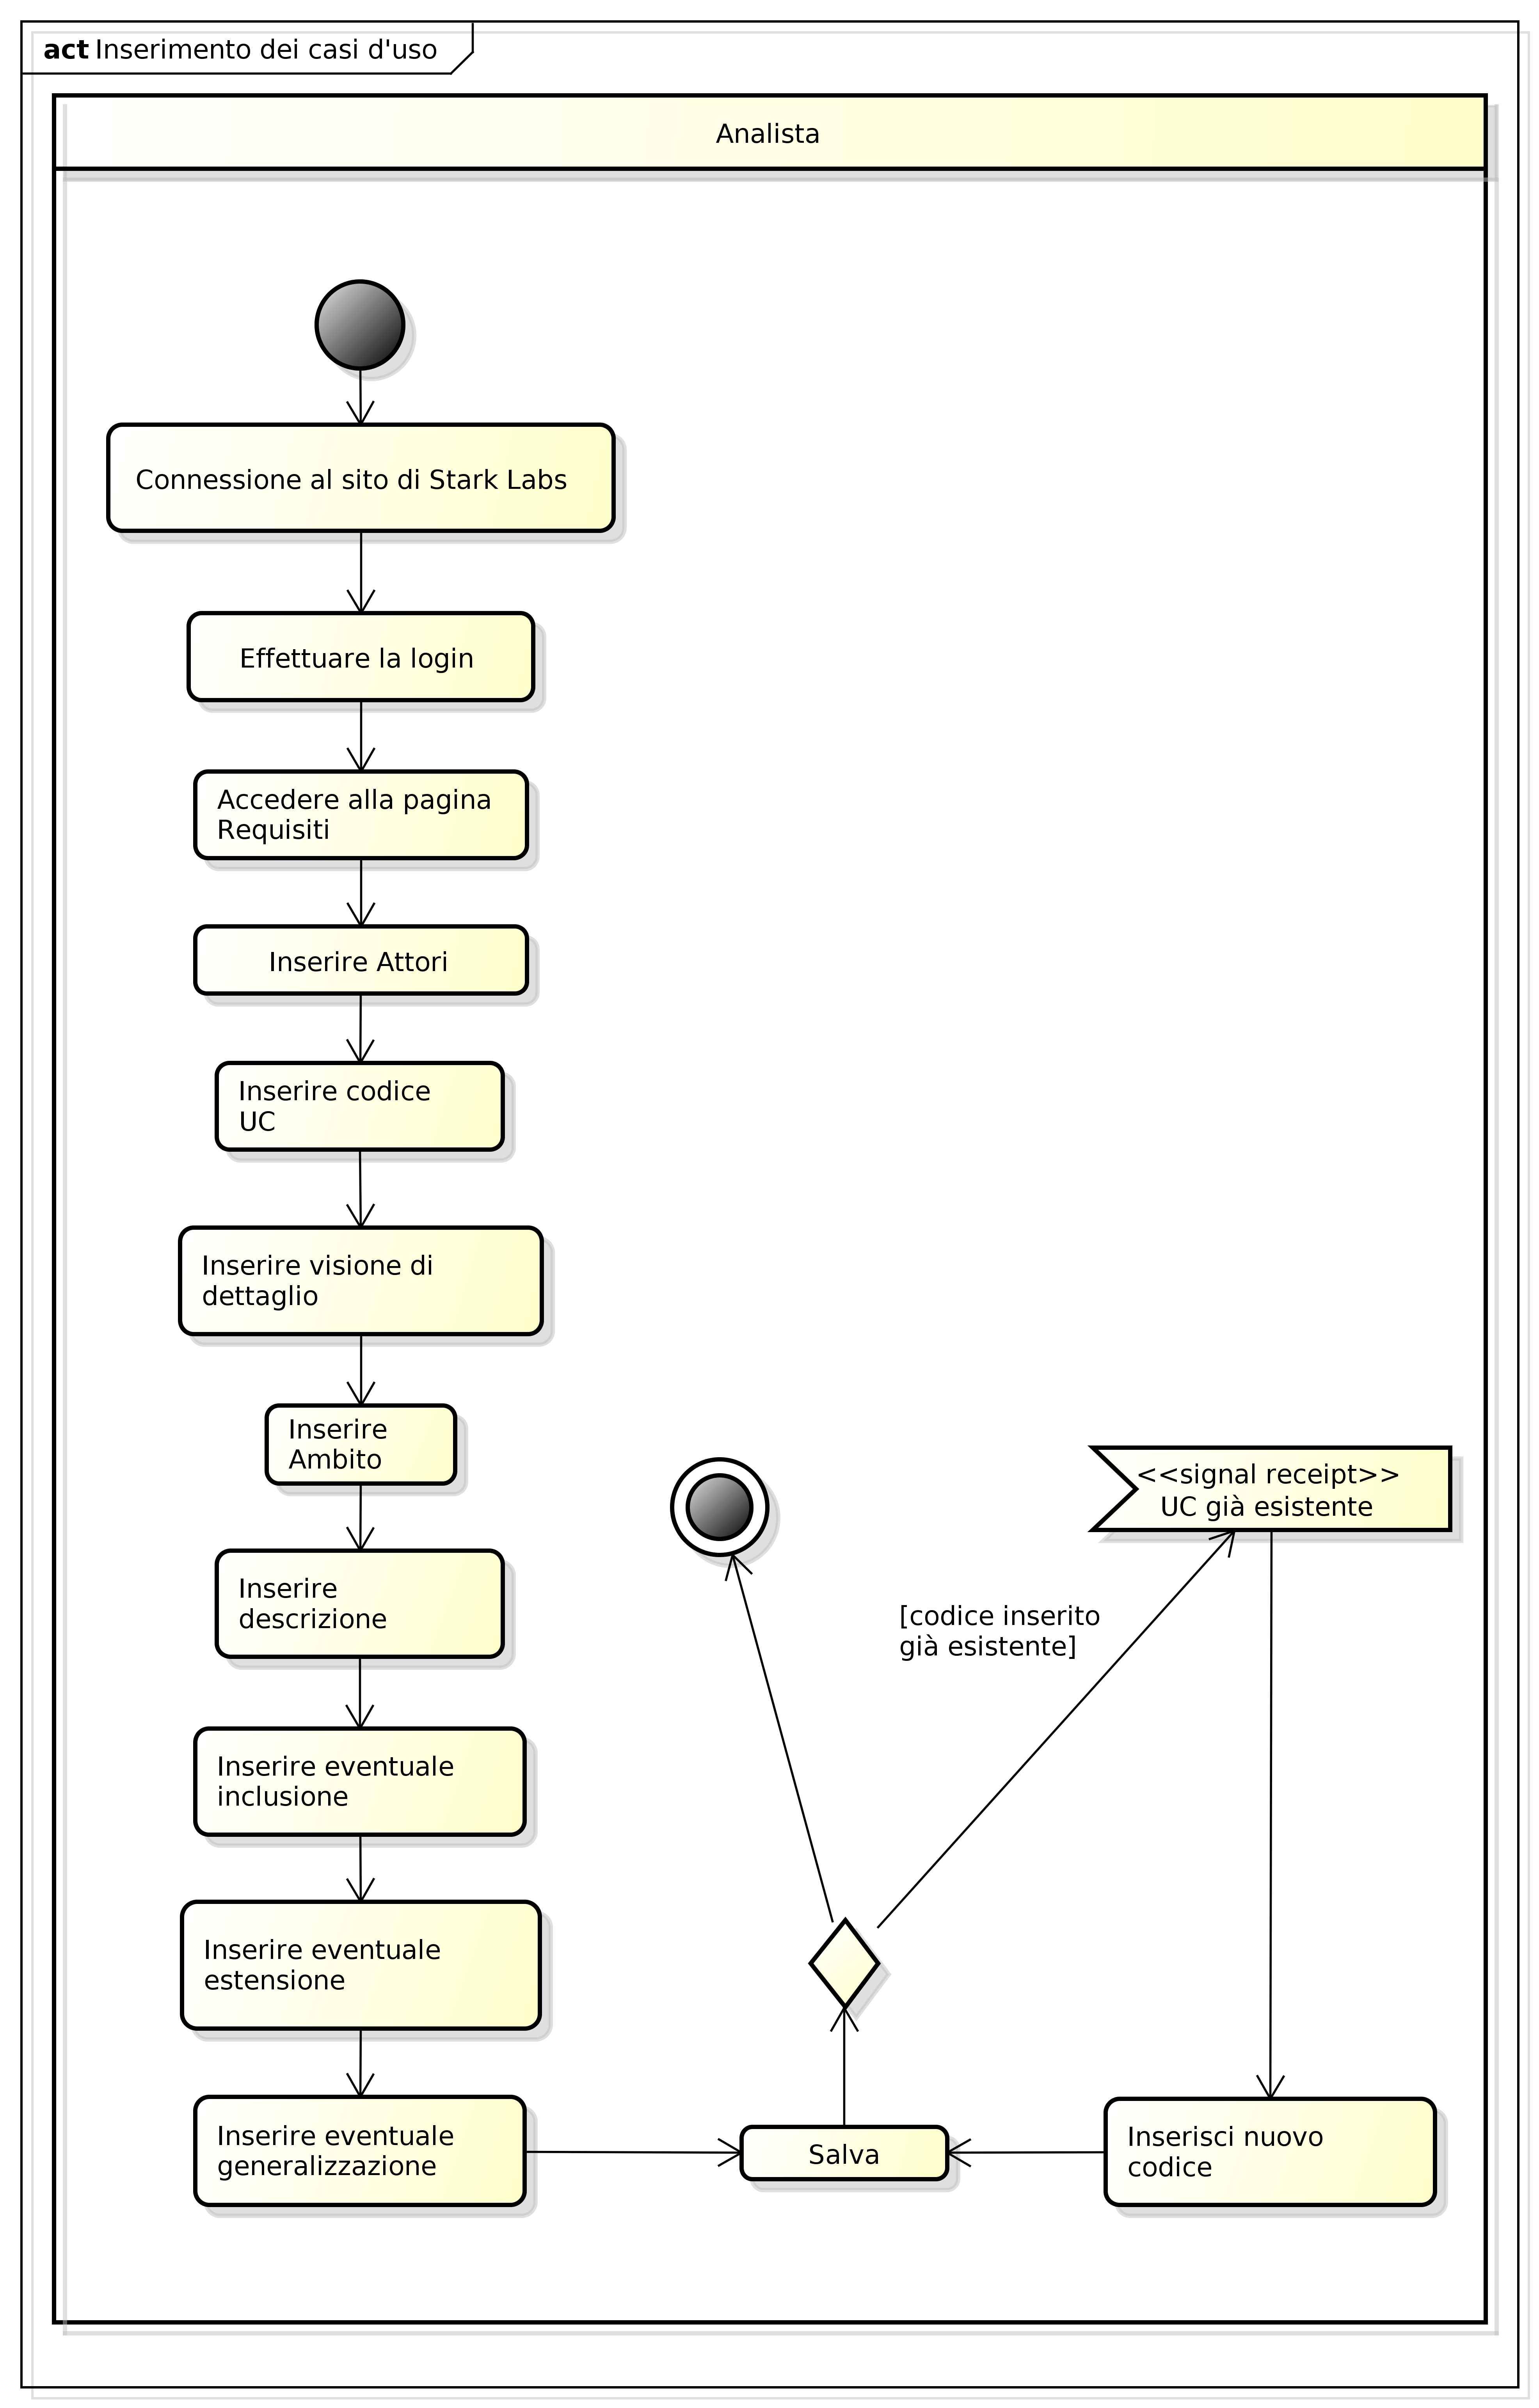 act Inserimento dei casi d'uso
Analista
Connessione al sito di Stark Labs
Effettuare la login
Accedere alla pagina
Requisiti
Inserire Attori
Inserire codice
UC
Inserire visione di
dettaglio
Inserire
Ambito
Inserire
descrizione
Inserire eventuale
inclusione
Inserire eventuale
estensione
Inserire eventuale
generalizzazione
Salva
[codice inserito
già esistente]
<<signal receipt>>
UC già esistente
Inserisci nuovo
codice